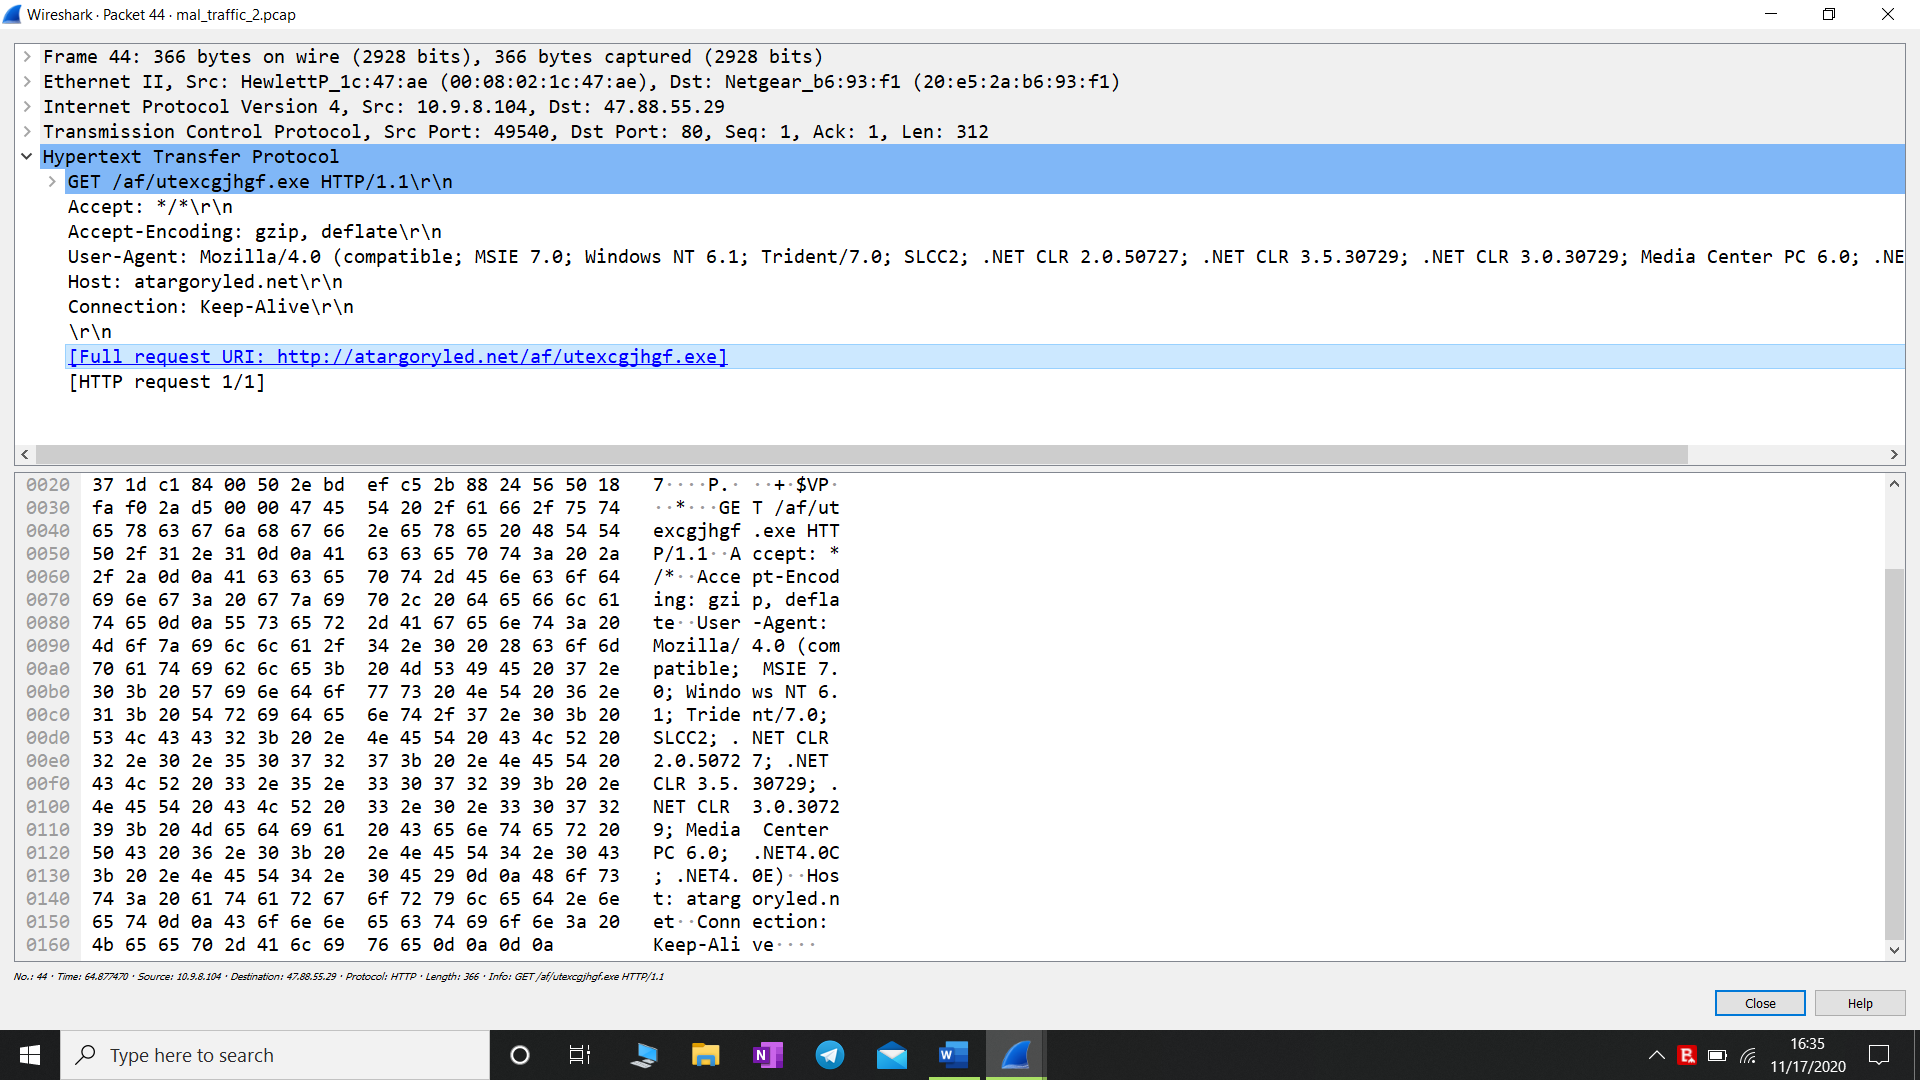 Wireshark · Packet 44 · mal_traffic_2.pcap
Frame 44: 366 bytes on wire (2928 bits), 366 bytes captured (2928 bits)
Ethernet II, Src: HewlettP_1c:47:ae (00:08:02:1c:47:ae), Dst: Netgear_b6:93:f1 (20:e5:2a:b6:93:f1)
Internet Protocol Version 4, Src: 10.9.8.104, Dst: 47.88.55.29
Transmission Control Protocol, Src Port: 49540, Dst Port: 80, Seq: 1, Ack: 1, Len: 312
Hypertext Transfer Protocol
GET /af/utexcgjhgf.exe HTTP/1.1\r\n
Accept: */*\r\n
Accept-Encoding: gzip, deflate\r\n
User-Agent: Mozilla/4.0 (compatible; MSIE 7.0; Windows NT 6.1; Trident/7.0; SLCC2; .NET CLR 2.0.50727; .NET CLR 3.5.30729; .NET CLR 3.0.30729; Media Center PC 6.0; .NE
Host: atargoryled.net\r\n
Connection: Keep-Alive\r\n
\r\n
[Full request URI: http://atargoryled.net/af/utexcgjhgf.exe]
[HTTP request 1/1]
0020 37 1d c1 84 00 50 2e bd ef c5 2b 88 24 56 50 18 7····P.· ··+·$VP·
0030 fa f0 2a d5 00 00 47 45 54 20 2f 61 66 2f 75 74 ··*···GE T /af/ut
0040 65 78 63 67 6a 68 67 66 2e 65 78 65 20 48 54 54 excgjhgf .exe HTT
0050 50 2f 31 2e 31 0d 0a 41 63 63 65 70 74 3a 20 2a P/1.1··A ccept: *
0060 2f 2a 0d 0a 41 63 63 65 70 74 2d 45 6e 63 6f 64 /*··Acce pt-Encod
0070 69 6e 67 3a 20 67 7a 69 70 2c 20 64 65 66 6c 61 ing: gzi p, defla
0080 74 65 0d 0a 55 73 65 72 2d 41 67 65 6e 74 3a 20 te··User -Agent:
0090 4d 6f 7a 69 6c 6c 61 2f 34 2e 30 20 28 63 6f 6d Mozilla/ 4.0 (com
00a0 70 61 74 69 62 6c 65 3b 20 4d 53 49 45 20 37 2e patible;  MSIE 7.
00b0 30 3b 20 57 69 6e 64 6f 77 73 20 4e 54 20 36 2e 0; Windo ws NT 6.
00c0 31 3b 20 54 72 69 64 65 6e 74 2f 37 2e 30 3b 20 1; Tride nt/7.0;
00d0 53 4c 43 43 32 3b 20 2e 4e 45 54 20 43 4c 52 20 SLCC2; . NET CLR
00e0 32 2e 30 2e 35 30 37 32 37 3b 20 2e 4e 45 54 20 2.0.5072 7; .NET
00f0 43 4c 52 20 33 2e 35 2e 33 30 37 32 39 3b 20 2e CLR 3.5. 30729; .
0100 4e 45 54 20 43 4c 52 20 33 2e 30 2e 33 30 37 32 NET CLR  3.0.3072
0110 39 3b 20 4d 65 64 69 61 20 43 65 6e 74 65 72 20 9; Media  Center
0120 50 43 20 36 2e 30 3b 20 2e 4e 45 54 34 2e 30 43 PC 6.0;  .NET4.0C
0130 3b 20 2e 4e 45 54 34 2e 30 45 29 0d 0a 48 6f 73 ; .NET4. 0E)··Hos
0140 74 3a 20 61 74 61 72 67 6f 72 79 6c 65 64 2e 6e t: atarg oryled.n
0150 65 74 0d 0a 43 6f 6e 6e 65 63 74 69 6f 6e 3a 20 et··Conn ection:
0160 4b 65 65 70 2d 41 6c 69 76 65 0d 0a 0d 0a Keep-Ali ve····
No.: 44 · Time: 64.877470 · Source: 10.9.8.104 · Destination: 47.88.55.29 · Protocol: HTTP · Length: 366 · Info: GET /af/utexcgjhgf.exe HTTP/1.1
Close
Help
Type here to search
16:35
11/17/2020